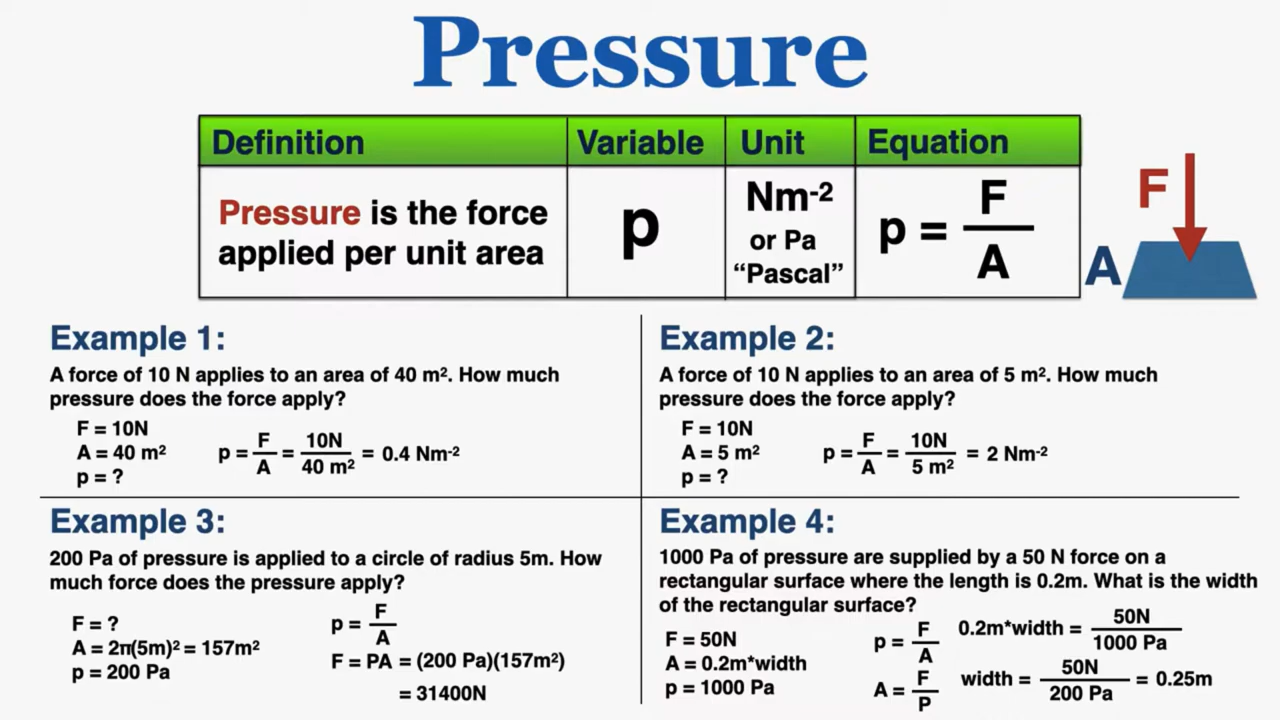 Pressure
Definition Variable Unit Equation
Pressure is the force
applied per unit area
p
Nm-2
or Pa
“Pascal”
p = F/A
F
A
Example 1:
A force of 10 N applies to an area of 40 m². How much
pressure does the force apply?
F = 10N
A = 40 m²
p = ?
p = F/A = 10N/40 m² = 0.4 Nm-2
Example 2:
A force of 10 N applies to an area of 5 m². How much
pressure does the force apply?
F = 10N
A = 5 m²
p = ?
p = F/A = 10N/5 m² = 2 Nm-2
Example 3:
200 Pa of pressure is applied to a circle of radius 5m. How
much force does the pressure apply?
F = ?
A = 2π(5m)² = 157m²
p = 200 Pa
p = F/A
F = PA = (200 Pa)(157m²)
= 31400N
Example 4:
1000 Pa of pressure are supplied by a 50 N force on a
rectangular surface where the length is 0.2m. What is the width
of the rectangular surface?
F = 50N
A = 0.2m*width
p = 1000 Pa
p = F/A
A = F/P
0.2m*width = 50N/1000 Pa
width = 50N/200 Pa = 0.25m